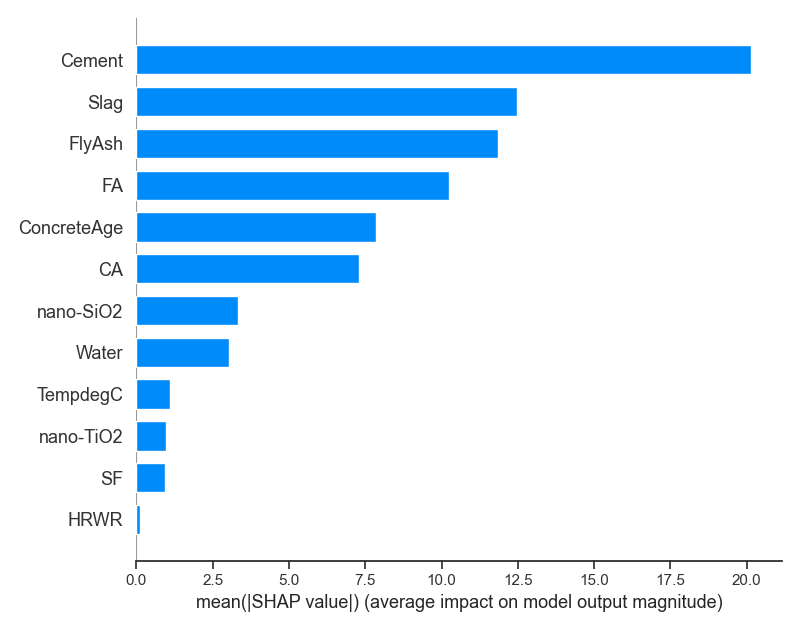 Cement
Slag
FlyAsh
FA
ConcreteAge
CA
nano-SiO2
Water
TempdegC
nano-TiO2
SF
HRWR
0.0 2.5 5.0 7.5 10.0 12.5 15.0 17.5 20.0
mean(|SHAP value|) (average impact on model output magnitude)